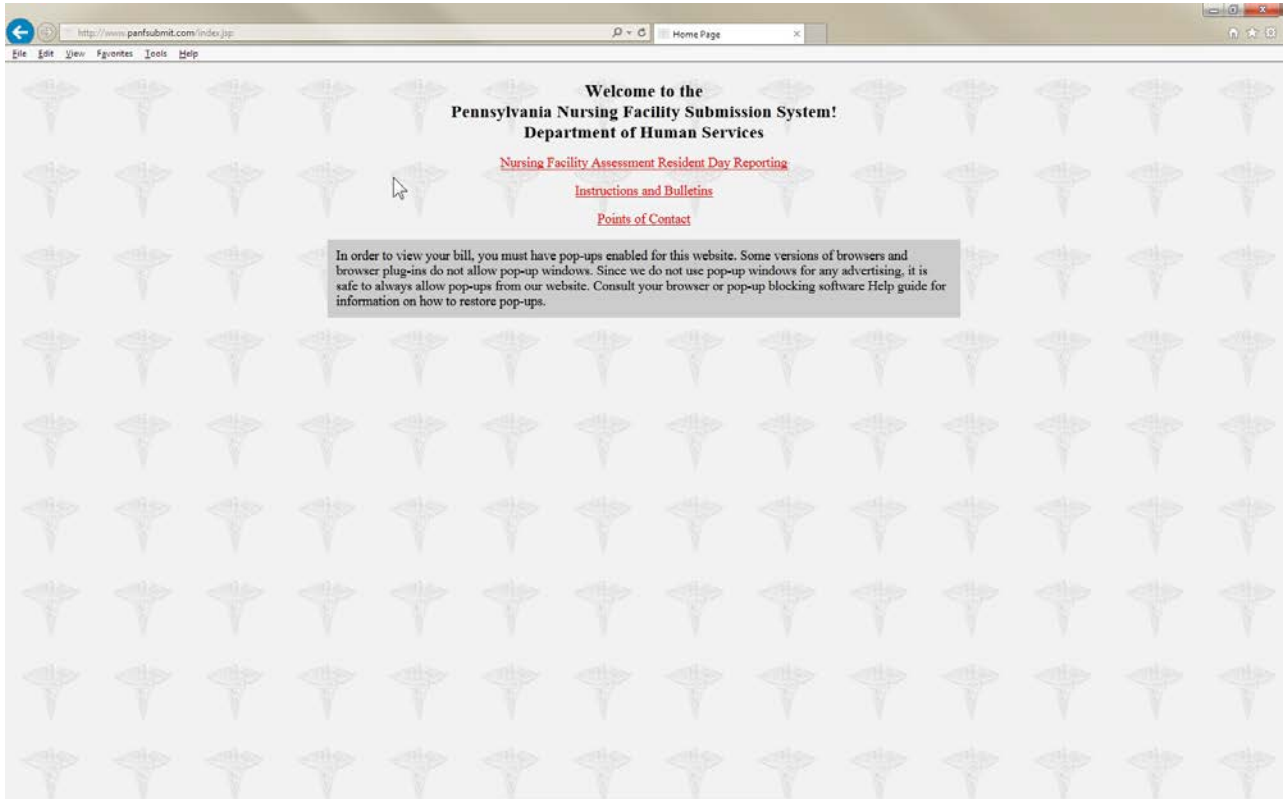 http://www.panfsubmit.com/index.jsp
Home Page
File Edit View Favorites Tools Help
Welcome to the
Pennsylvania Nursing Facility Submission System!
Department of Human Services
Nursing Facility Assessment Resident Day Reporting
Instructions and Bulletins
Points of Contact
In order to view your bill, you must have pop-ups enabled for this website. Some versions of browsers and
browser plug-ins do not allow pop-up windows. Since we do not use pop-up windows for any advertising, it is
safe to always allow pop-ups from our website. Consult your browser or pop-up blocking software Help guide for
information on how to restore pop-ups.